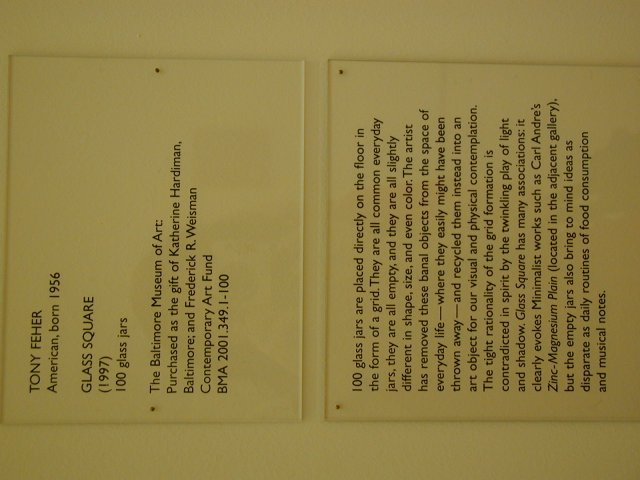 TONY FEHER
American, born 1956
GLASS SQUARE
(1997)
100 glass jars
The Baltimore Museum of Art:
Purchased as the gift of Katherine Hardiman,
Baltimore; and Frederick R. Weisman
Contemporary Art Fund
BMA 2001.349.1-100
100 glass jars are placed directly on the floor in
the form of a grid. They are all common everyday
jars, they are all empty, and they are all slightly
different in shape, size, and even color. The artist
has removed these banal objects from the space of
everyday life—where they easily might have been
thrown away—and recycled them instead into an
art object for our visual and physical contemplation.
The tight rationality of the grid formation is
contradicted in spirit by the twinkling play of light
and shadow. Glass Square has many associations: it
clearly evokes Minimalist works such as Carl Andre's
Zinc-Magnesium Plain (located in the adjacent gallery),
but the empty jars also bring to mind ideas as
disparate as daily routines of food consumption
and musical notes.